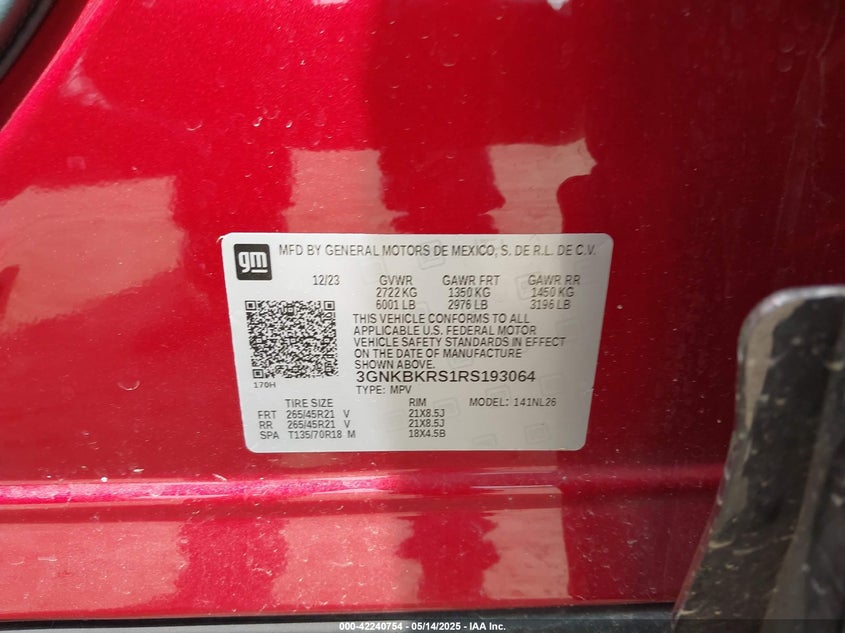 gm
MFD BY GENERAL MOTORS DE MEXICO, S. DE R.L. DE C.V.
12/23 GVWR GAWR FRT GAWR RR
2722 KG 1350 KG 1450 KG
6001 LB 2976 LB 3196 LB
THIS VEHICLE CONFORMS TO ALL
APPLICABLE U.S. FEDERAL MOTOR
VEHICLE SAFETY STANDARDS IN EFFECT
ON THE DATE OF MANUFACTURE
SHOWN ABOVE.
3GNKBKRS1RS193064
170H TYPE: MPV
TIRE SIZE RIM MODEL: 141NL26
FRT 265/45R21 V 21X8.5J
RR 265/45R21 V 21X8.5J
SPA T135/70R18 M 18X4.5B
000-42240754 - 05/14/2025 - IAA Inc.